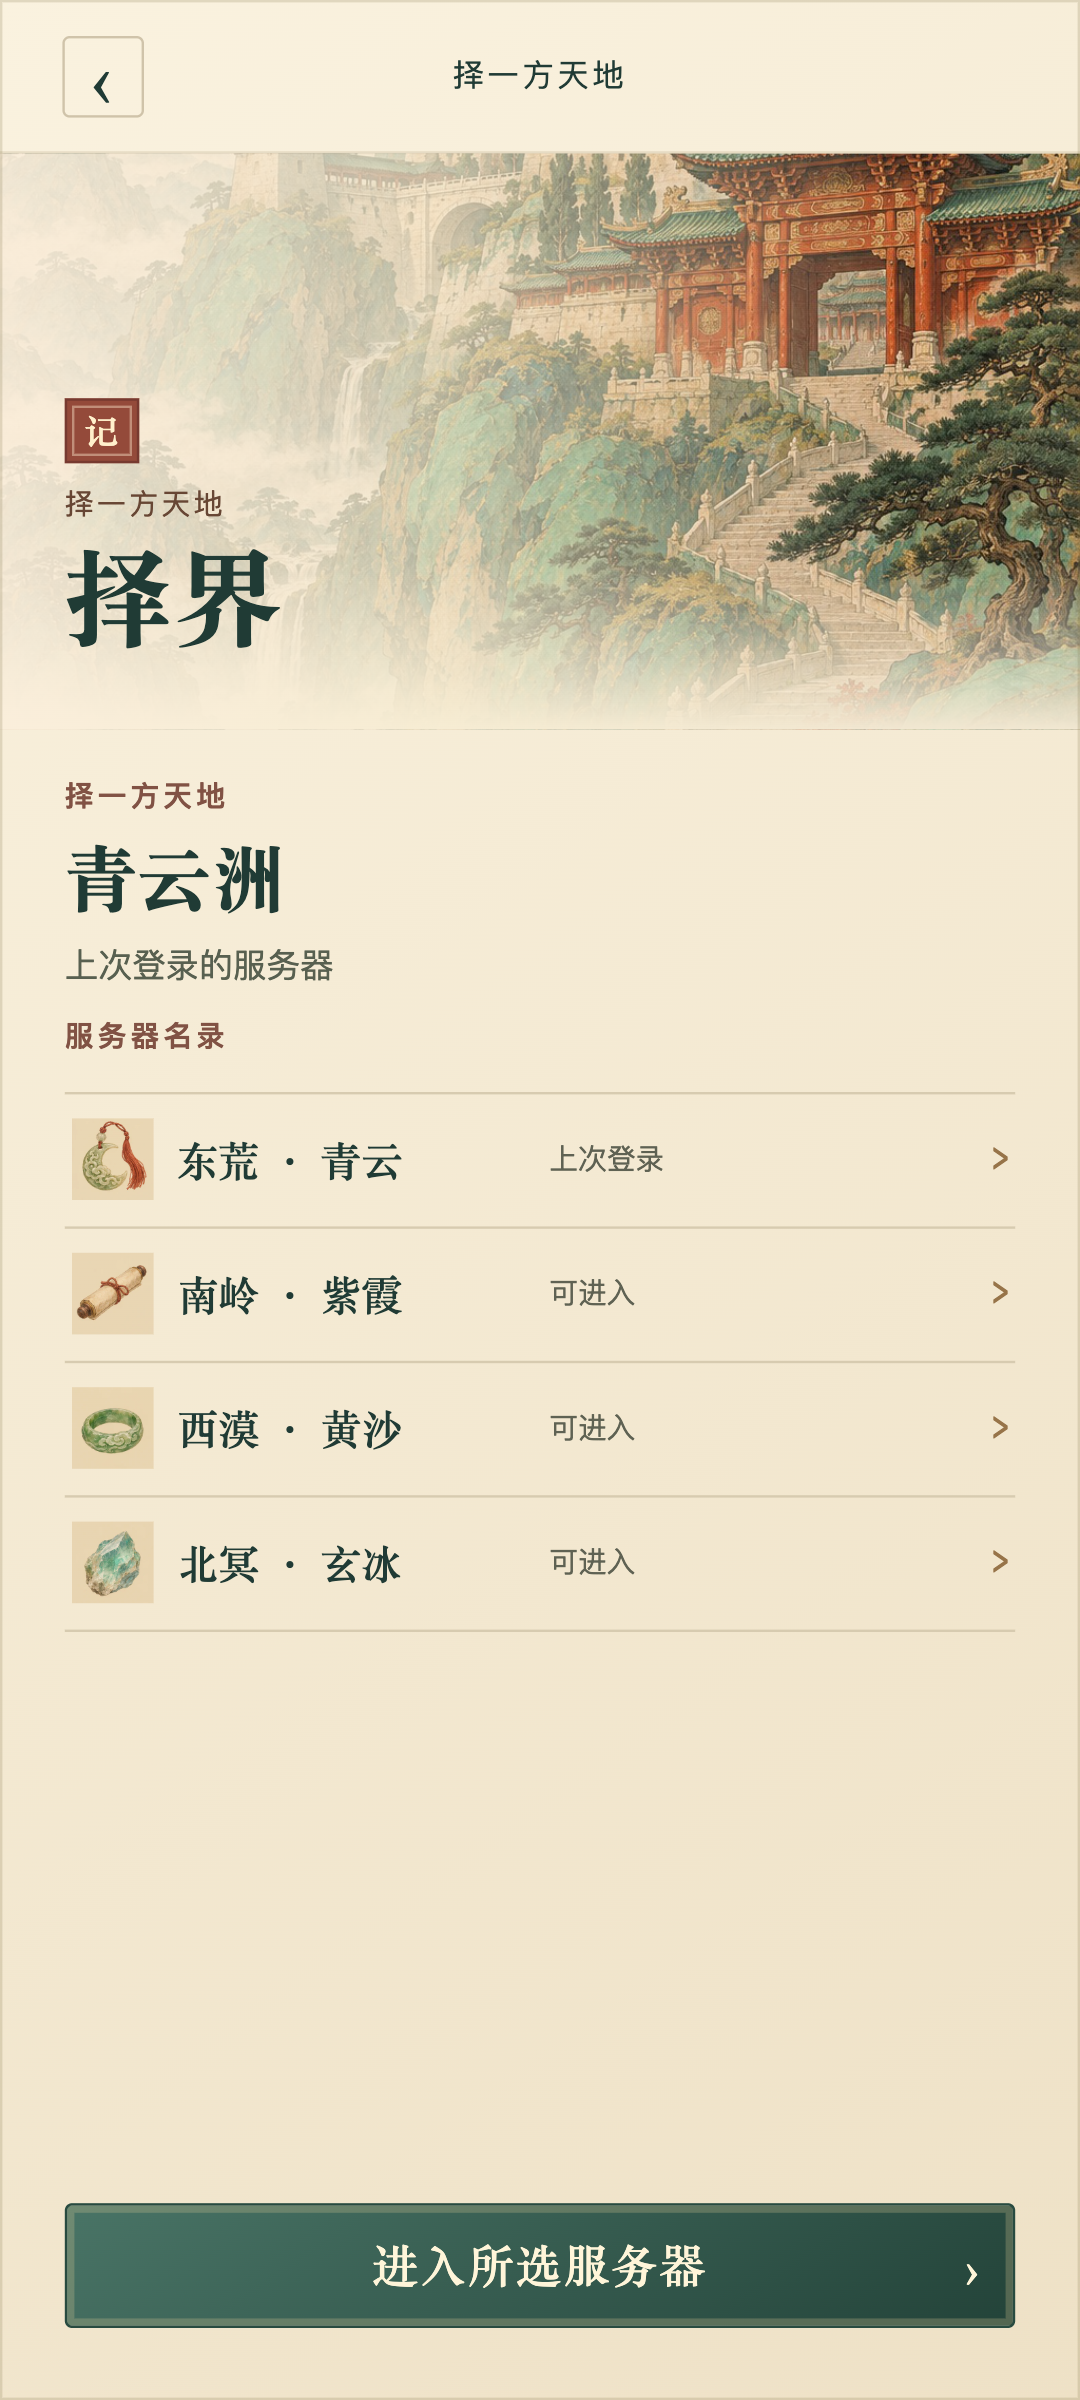 择一方天地
记
择一方天地
择界
择一方天地
青云洲
上次登录的服务器
服务器名录
东荒 · 青云 上次登录
南岭 · 紫霞 可进入
西漠 · 黄沙 可进入
北冥 · 玄冰 可进入
进入所选服务器